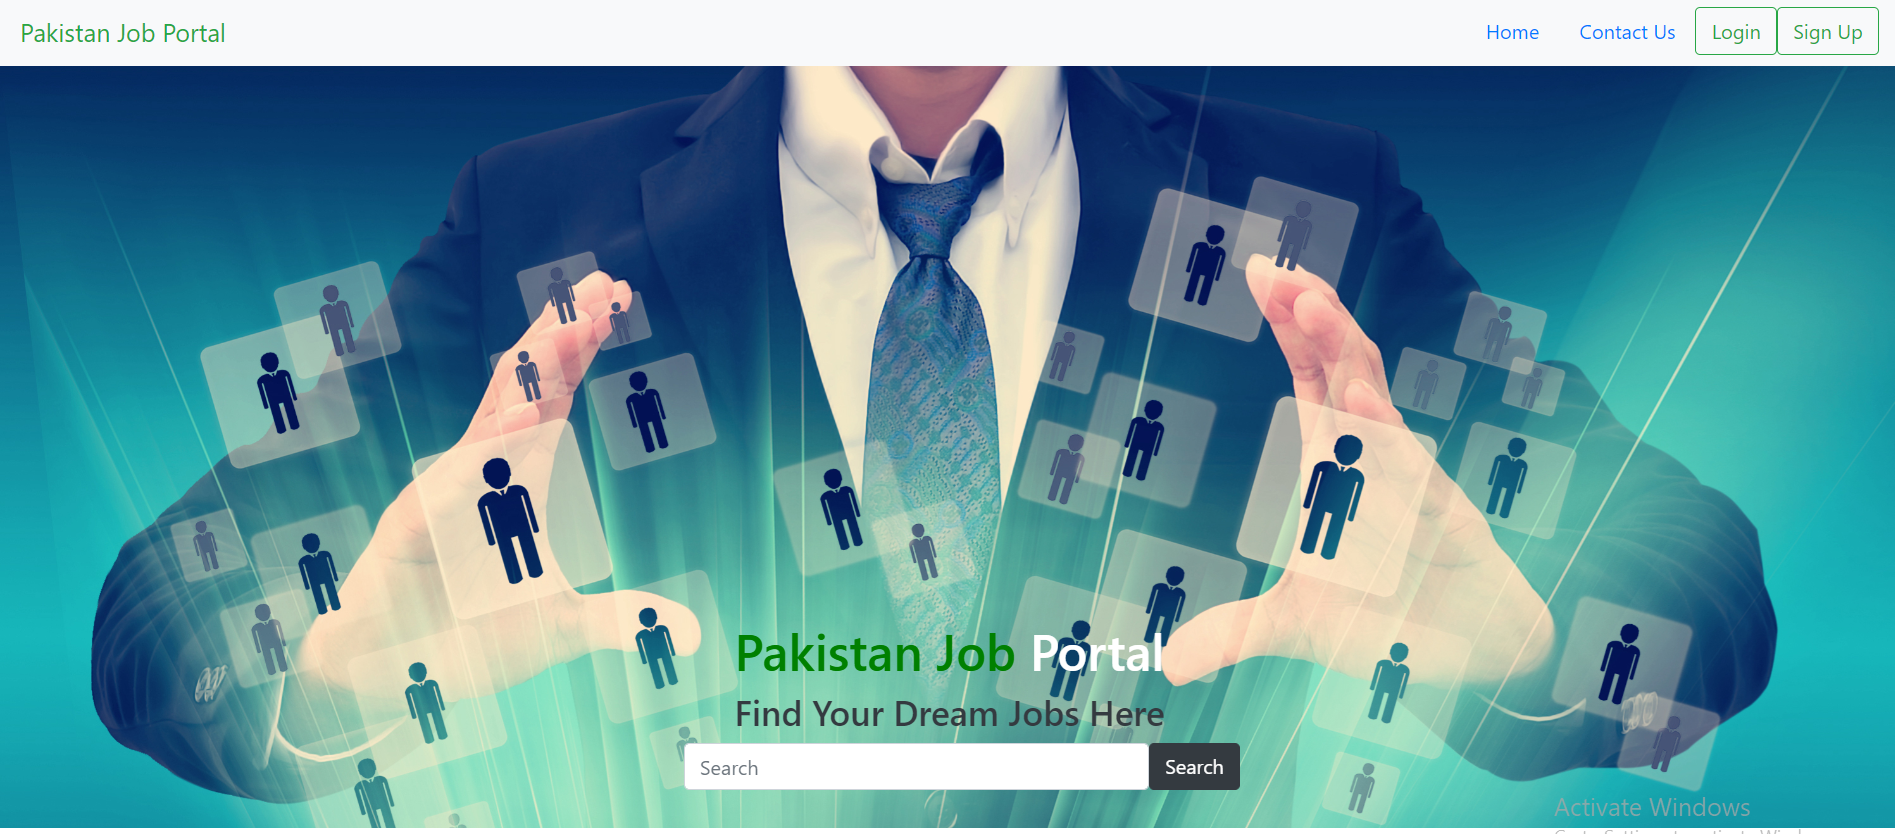 Pakistan Job Portal Home Contact Us Login Sign Up
Pakistan Job Portal
Find Your Dream Jobs Here
Search Search
Activate Windows